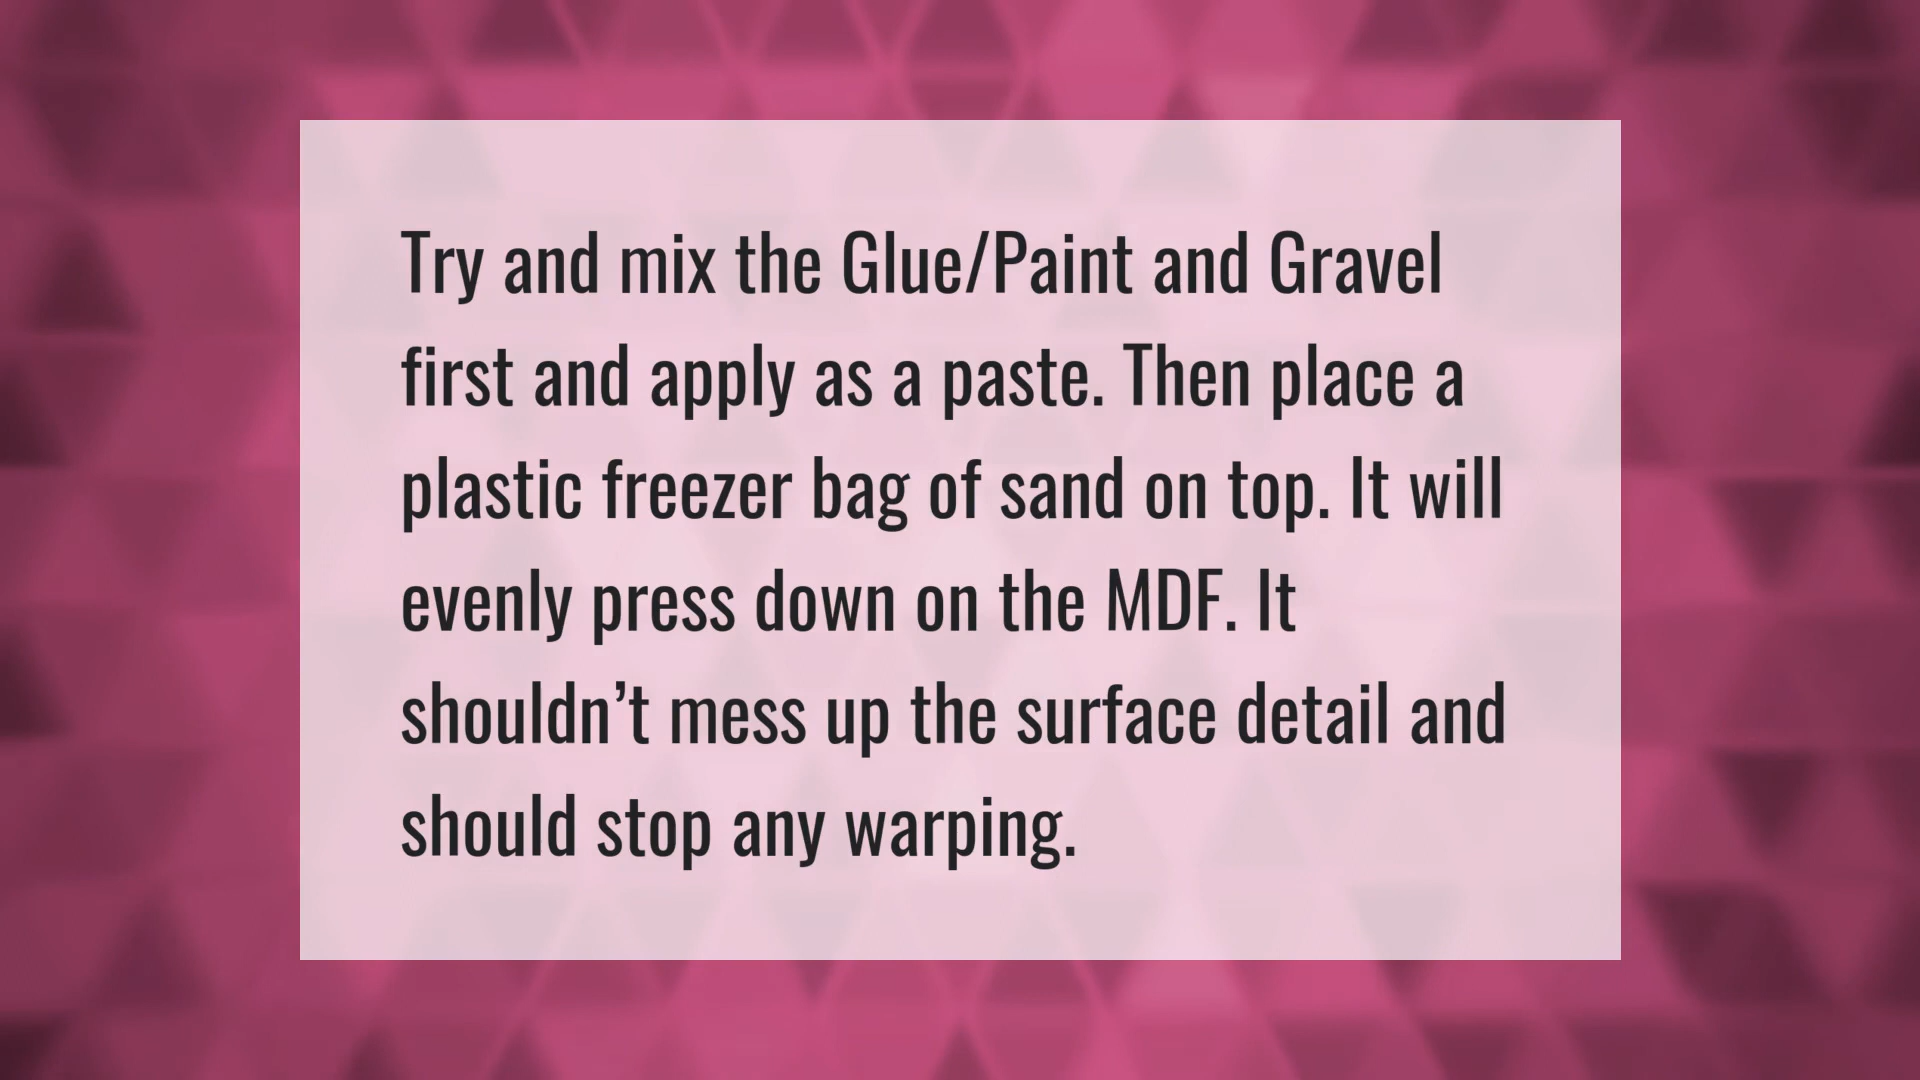 Try and mix the Glue/Paint and Gravel
first and apply as a paste. Then place a
plastic freezer bag of sand on top. It will
evenly press down on the MDF. It
shouldn’t mess up the surface detail and
should stop any warping.